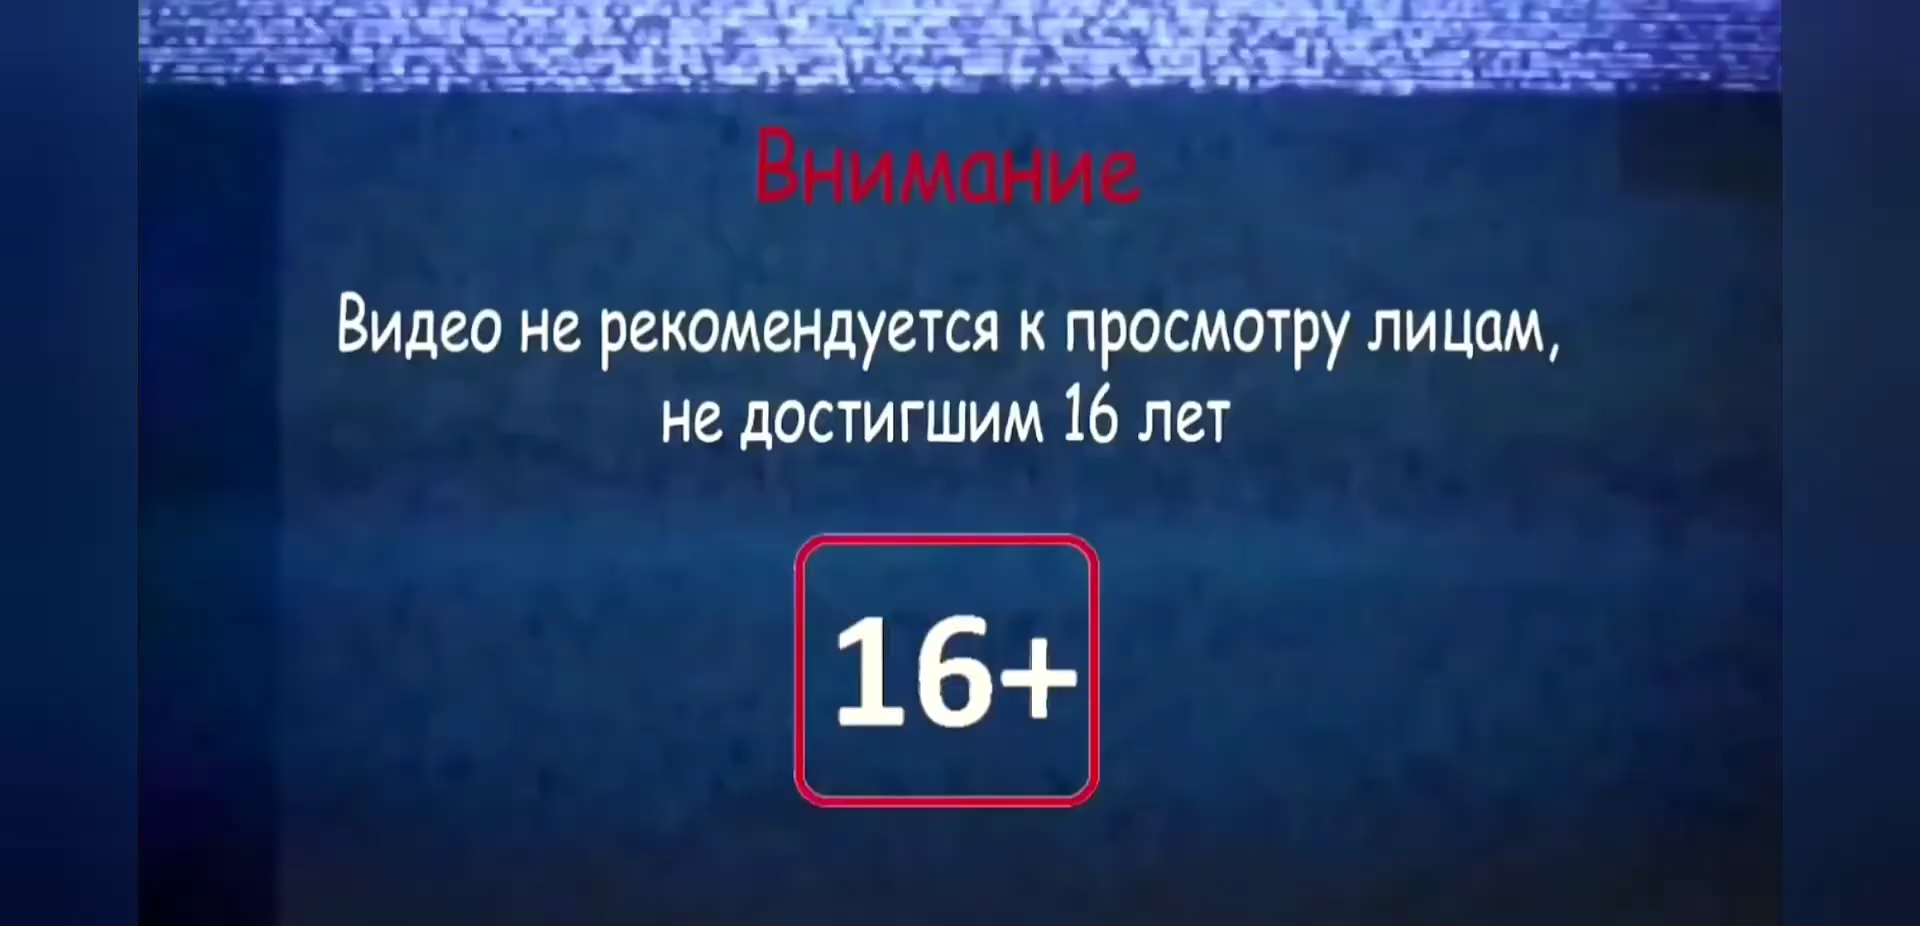 Внимание
Видео не рекомендуется к просмотру лицам,
не достигшим 16 лет
16+